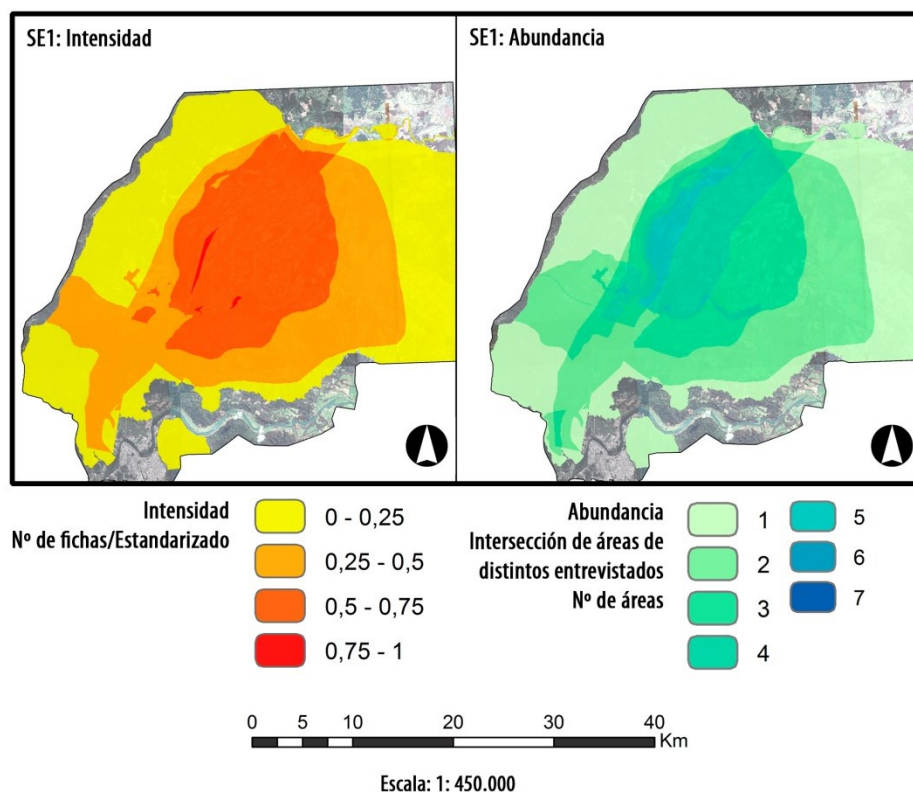 SE1: Intensidad
SE1: Abundancia
Intensidad
Nº de fichas/Estandarizado
0 - 0,25
0,25 - 0,5
0,5 - 0,75
0,75 - 1
Abundancia
Intersección de áreas de
distintos entrevistados
Nº de áreas
1
2
3
4
5
6
7
0 5 10 20 30 40
Km
Escala: 1: 450.000